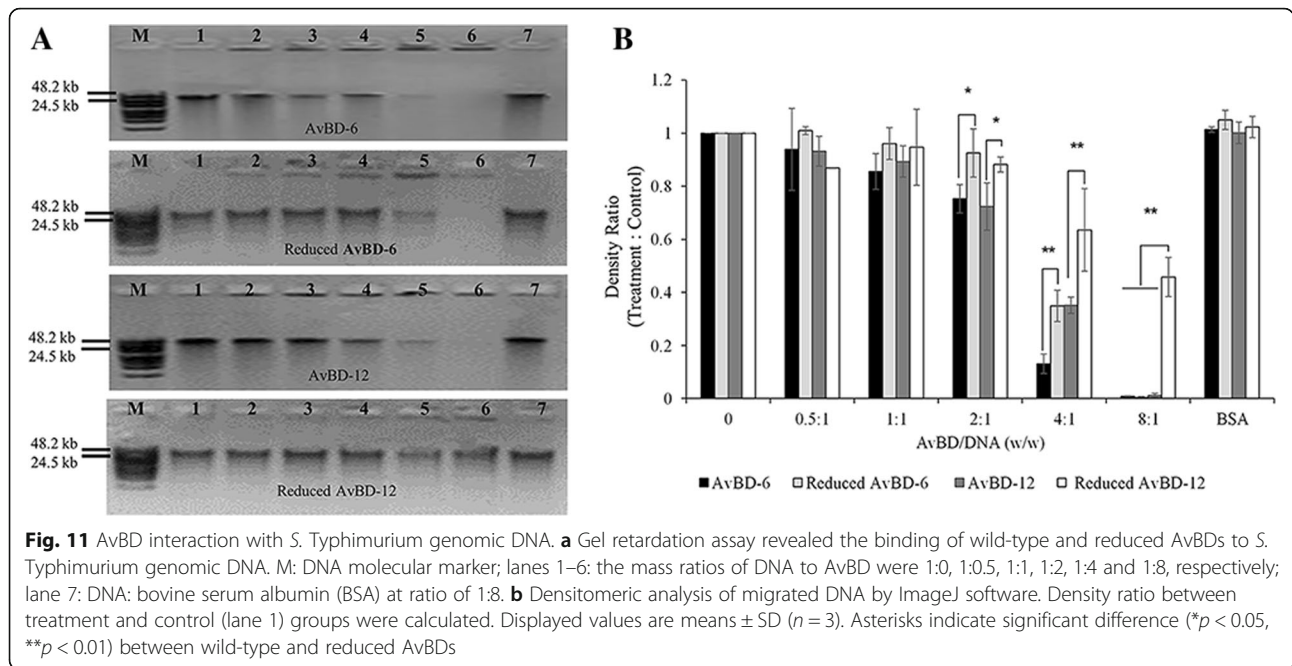 A
M 1 2 3 4 5 6 7
48.2 kb
24.5 kb
AvBD-6
M 1 2 3 4 5 6 7
48.2 kb
24.5 kb
Reduced AvBD-6
M 1 2 3 4 5 6 7
48.2 kb
24.5 kb
AvBD-12
M 1 2 3 4 5 6 7
48.2 kb
24.5 kb
Reduced AvBD-12
B
Density Ratio
(Treatment : Control)
1.2
1
0.8
0.6
0.4
0.2
0
* * ** ** **
0 0.5:1 1:1 2:1 4:1 8:1 BSA
AvBD/DNA (w/w)
AvBD-6 Reduced AvBD-6 AvBD-12 Reduced AvBD-12
Fig. 11 AvBD interaction with S. Typhimurium genomic DNA. a Gel retardation assay revealed the binding of wild-type and reduced AvBDs to S.
Typhimurium genomic DNA. M: DNA molecular marker; lanes 1–6: the mass ratios of DNA to AvBD were 1:0, 1:0.5, 1:1, 1:2, 1:4 and 1:8, respectively;
lane 7: DNA: bovine serum albumin (BSA) at ratio of 1:8. b Densitomeric analysis of migrated DNA by ImageJ software. Density ratio between
treatment and control (lane 1) groups were calculated. Displayed values are means ± SD (n = 3). Asterisks indicate significant difference (*p < 0.05,
**p < 0.01) between wild-type and reduced AvBDs